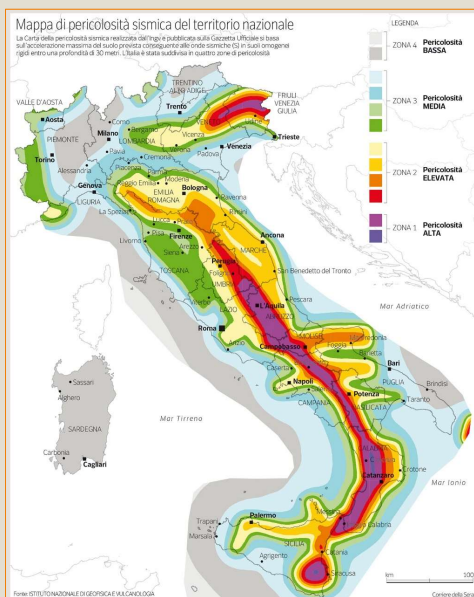 Mappa di pericolosità sismica del territorio nazionale
La Carta della pericolosità sismica realizzata dall'Ingv e pubblicata sulla Gazzetta Ufficiale si basa
sull'accelerazione massima del suolo prevista conseguente alle onde sismiche (S) in suoli omogenei
rigidi entro una profondità di 30 metri. L'Italia è stata suddivisa in quattro zone di pericolosità
LEGENDA
ZONA 4 Pericolosità
BASSA
ZONA 3 Pericolosità
MEDIA
ZONA 2 Pericolosità
ELEVATA
ZONA 1 Pericolosità
ALTA
TRENTINO
ALTO ADIGE
FRIULI
VENEZIA
GIULIA
VALLE D'AOSTA
Aosta
Trento
Udine
Trieste
Como
Bergamo
VENETO
Vicenza
Milano
LOMBARDIA
Verona
Venezia
PIEMONTE
Padova
Torino
Pavia
Cremona
Alessandria
Piacenza
Parma
Modena
Genova
Reggio Emilia
Bologna
EMILIA
ROMAGNA
Ravenna
LIGURIA
La Spezia
Rimini
Lucca
Pisa
Firenze
Ancona
Livorno
Arezzo
MARCHE
Siena
Perugia
TOSCANA
Foligno
San Benedetto del Tronto
UMBRIA
Viterbo
L'Aquila
Pescara
LAZIO
ABRUZZO
Roma
Mar Adriatico
MOLISE
Anzio
Campobasso
Foggia
Barletta
Caserta
Bari
Napoli
PUGLIA
Brindisi
CAMPANIA
Potenza
Taranto
BASILICATA
Sassari
Alghero
SARDEGNA
Mar Tirreno
CALABRIA
Crotone
Carbonia
Cagliari
Catanzaro
Mar Ionio
Palermo
Messina
Trapani
Reggio Calabria
Marsala
SICILIA
Catania
Agrigento
Siracusa
km 100
Fonte: ISTITUTO NAZIONALE DI GEOFISICA E VULCANOLOGIA
Corriere della Sera